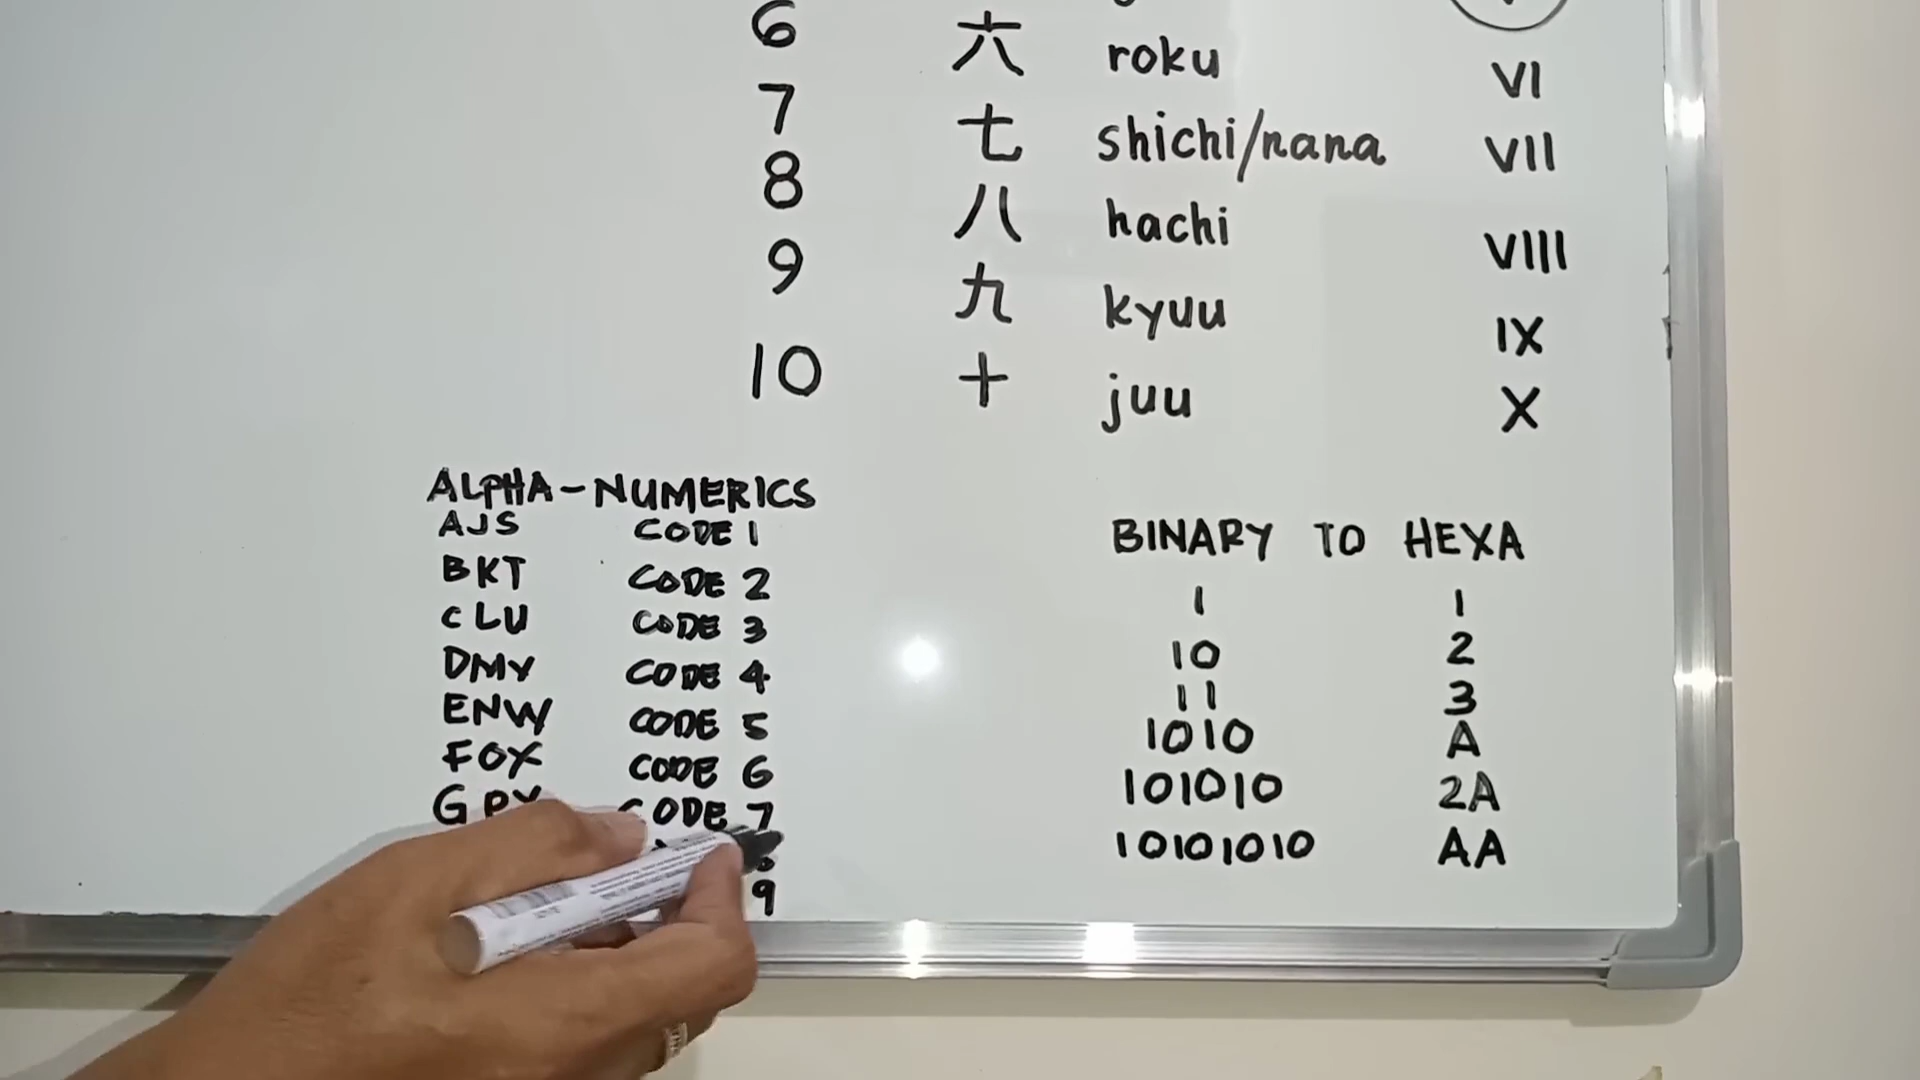 6 六 roku VI
7 七 shichi/nana VII
8 八 hachi VIII
9 九 kyuu IX
10 十 juu X
ALPHA-NUMERICS
AJS CODE 1
BKT CODE 2
CLU CODE 3
DMV CODE 4
ENW CODE 5
FOX CODE 6
CODE 7
9
BINARY TO HEXA
1 1
10 2
11 3
1010 A
101010 2A
10101010 AA